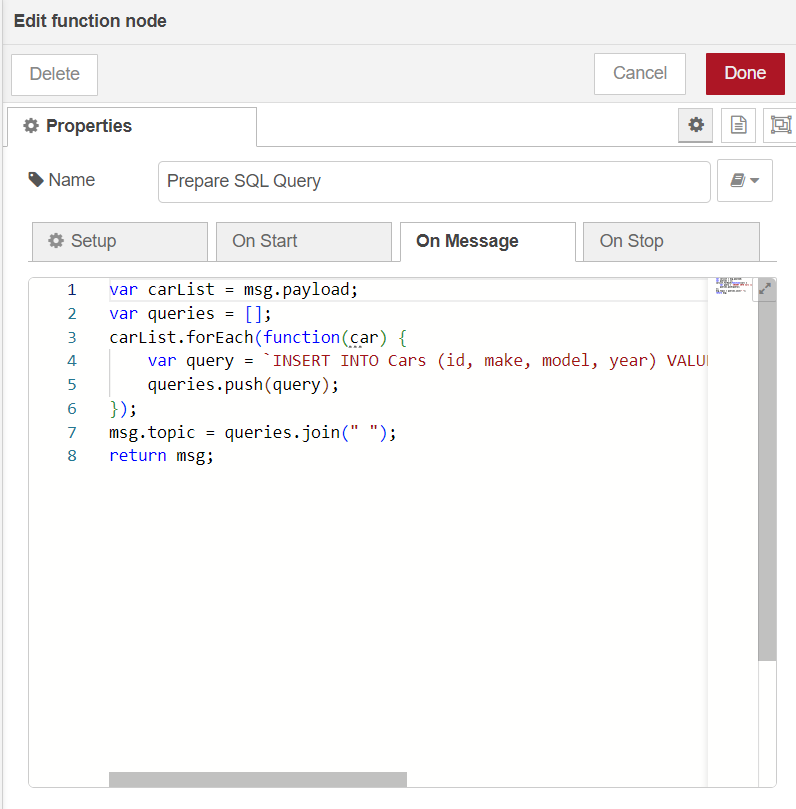 Edit function node
Delete
Cancel
Done
Properties
Name
Prepare SQL Query
Setup
On Start
On Message
On Stop
1 var carList = msg.payload;
2 var queries = [];
3 carList.forEach(function(car) {
4 var query = `INSERT INTO Cars (id, make, model, year) VALU
5 queries.push(query);
6 });
7 msg.topic = queries.join(" ");
8 return msg;